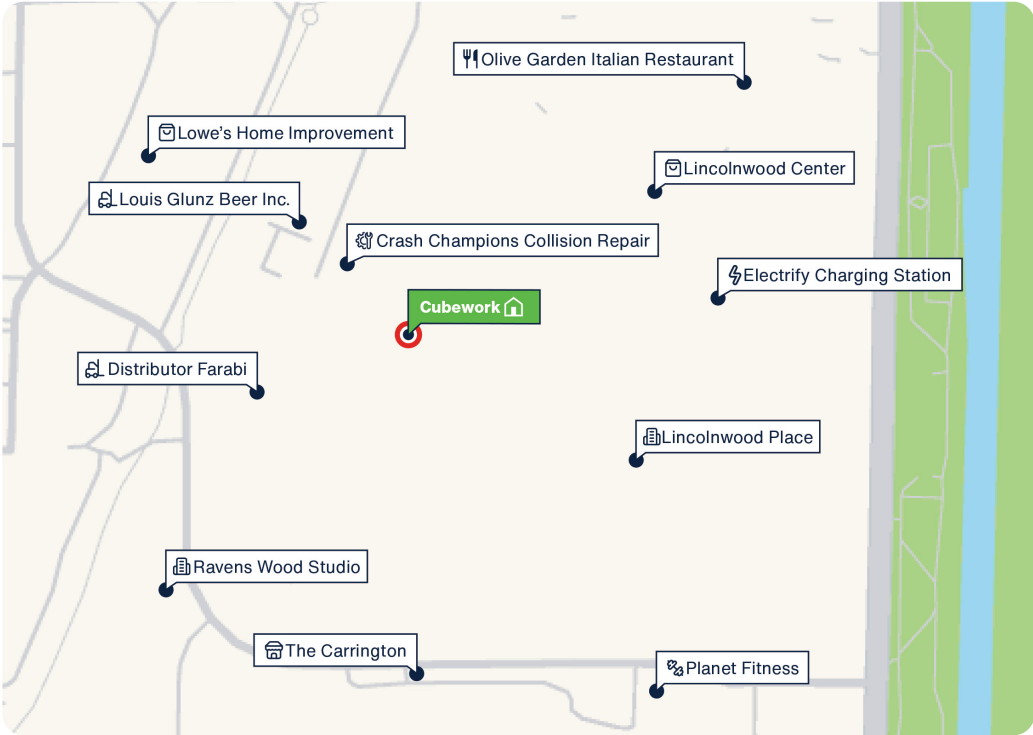 Olive Garden Italian Restaurant
Lowe's Home Improvement
Lincolnwood Center
Louis Glunz Beer Inc.
Crash Champions Collision Repair
Electrify Charging Station
Cubework
Distributor Farabi
Lincolnwood Place
Ravens Wood Studio
The Carrington
Planet Fitness